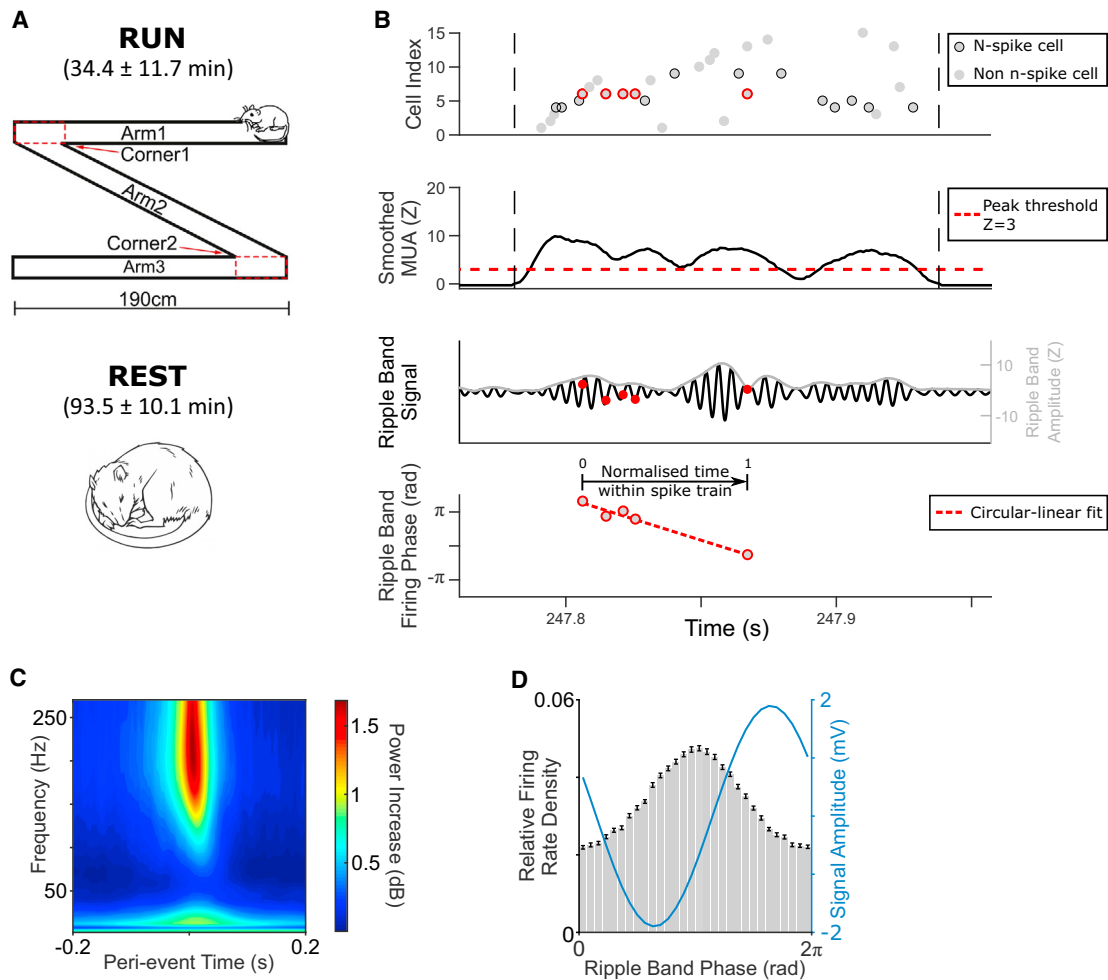 A
RUN
(34.4 ± 11.7 min)
Arm1
Corner1
Arm2
Corner2
Arm3
190cm
REST
(93.5 ± 10.1 min)
B
Cell Index
15
10
5
0
N-spike cell
Non n-spike cell
Smoothed
MUA (Z)
20
10
0
Peak threshold
Z=3
Ripple Band
Signal
10
-10
Ripple Band
Amplitude (Z)
Ripple Band
Firing Phase (rad)
π
-π
0
1
Normalised time
within spike train
Circular-linear fit
247.8
247.9
Time (s)
C
Frequency (Hz)
250
50
-0.2
0.2
Peri-event Time (s)
1.5
1
0.5
Power Increase (dB)
D
Relative Firing
Rate Density
0.06
0
0
2π
Ripple Band Phase (rad)
2
-2
Signal Amplitude (mV)